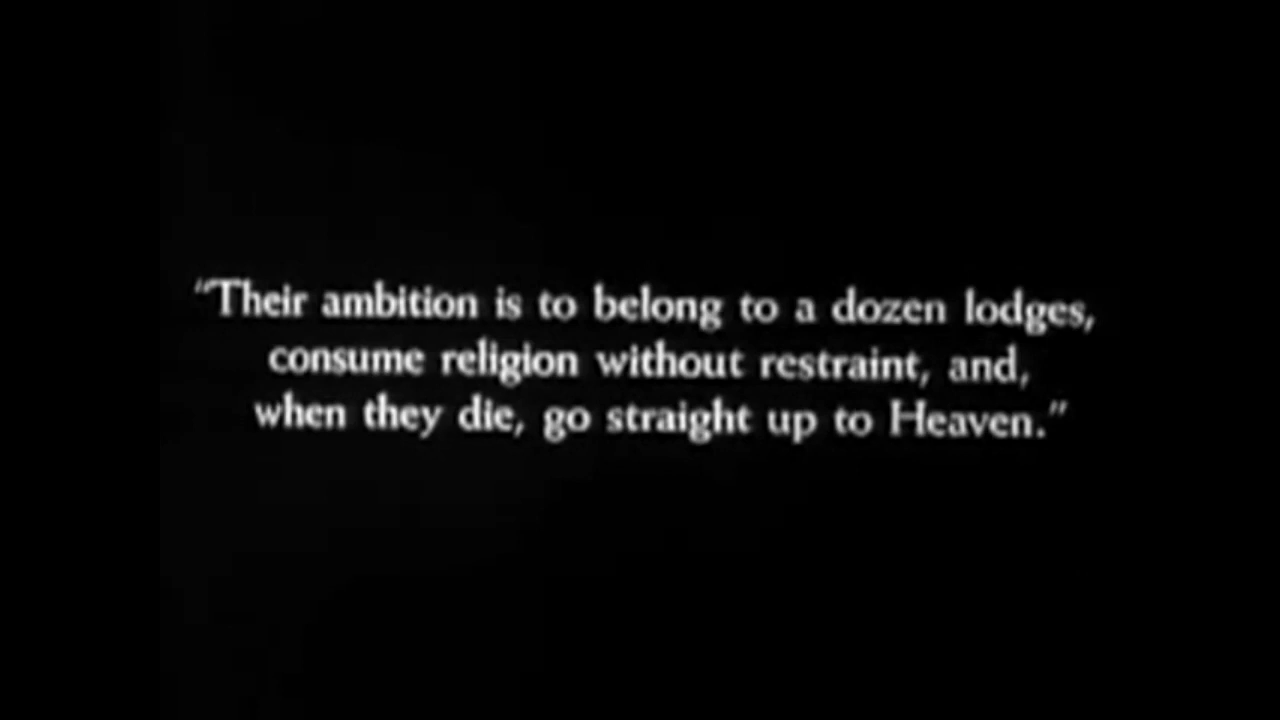 “Their ambition is to belong to a dozen lodges,
consume religion without restraint, and,
when they die, go straight up to Heaven.”